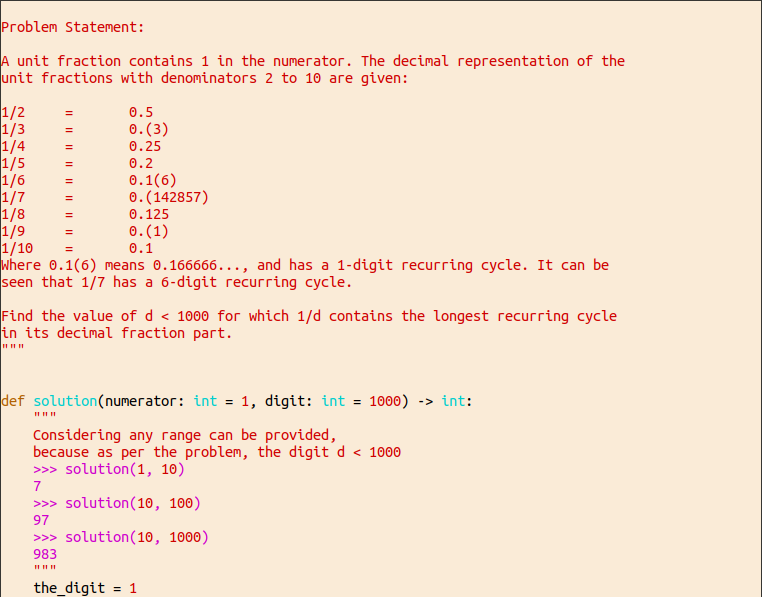 Problem Statement:
A unit fraction contains 1 in the numerator. The decimal representation of the
unit fractions with denominators 2 to 10 are given:
1/2     =       0.5
1/3     =       0.(3)
1/4     =       0.25
1/5     =       0.2
1/6     =       0.1(6)
1/7     =       0.(142857)
1/8     =       0.125
1/9     =       0.(1)
1/10    =       0.1
Where 0.1(6) means 0.166666..., and has a 1-digit recurring cycle. It can be
seen that 1/7 has a 6-digit recurring cycle.
Find the value of d < 1000 for which 1/d contains the longest recurring cycle
in its decimal fraction part.
"""
def solution(numerator: int = 1, digit: int = 1000) -> int:
    """
    Considering any range can be provided,
    because as per the problem, the digit d < 1000
    >>> solution(1, 10)
    7
    >>> solution(10, 100)
    97
    >>> solution(10, 1000)
    983
    """
    the_digit = 1